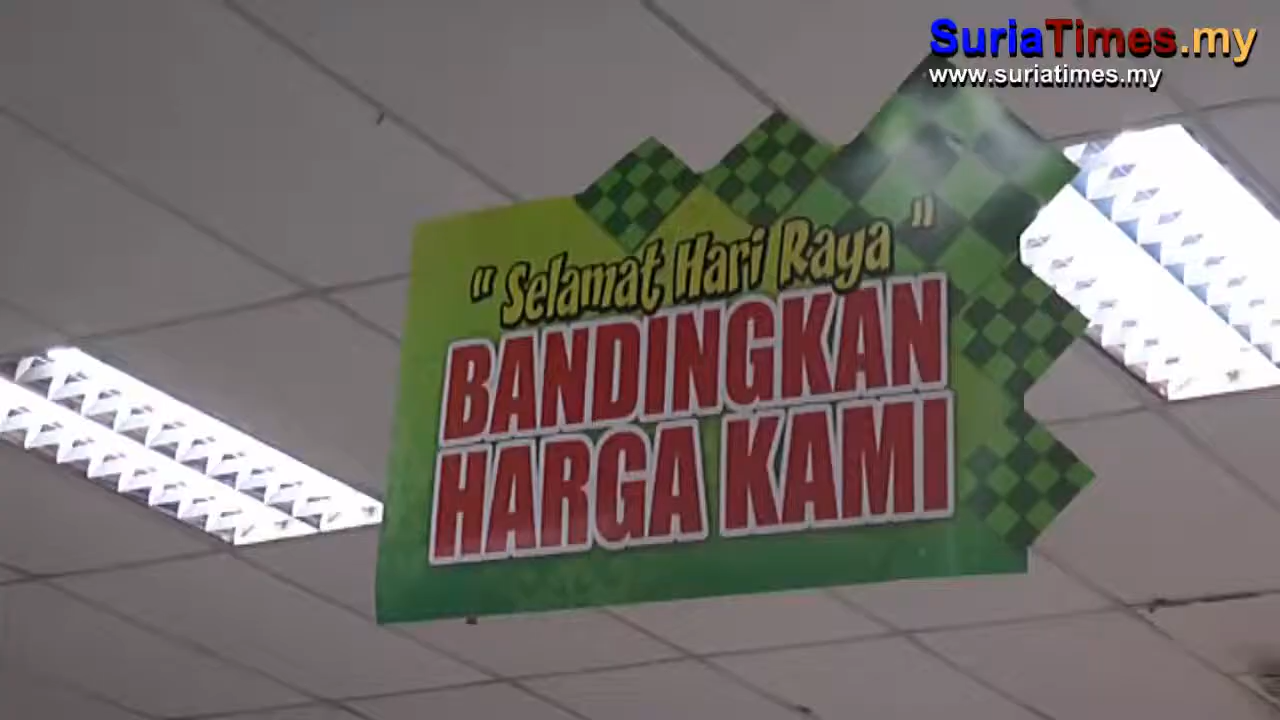 SuriaTimes.my
www.suriatimes.my
" Selamat Hari Raya "
BANDINGKAN
HARGA KAMI